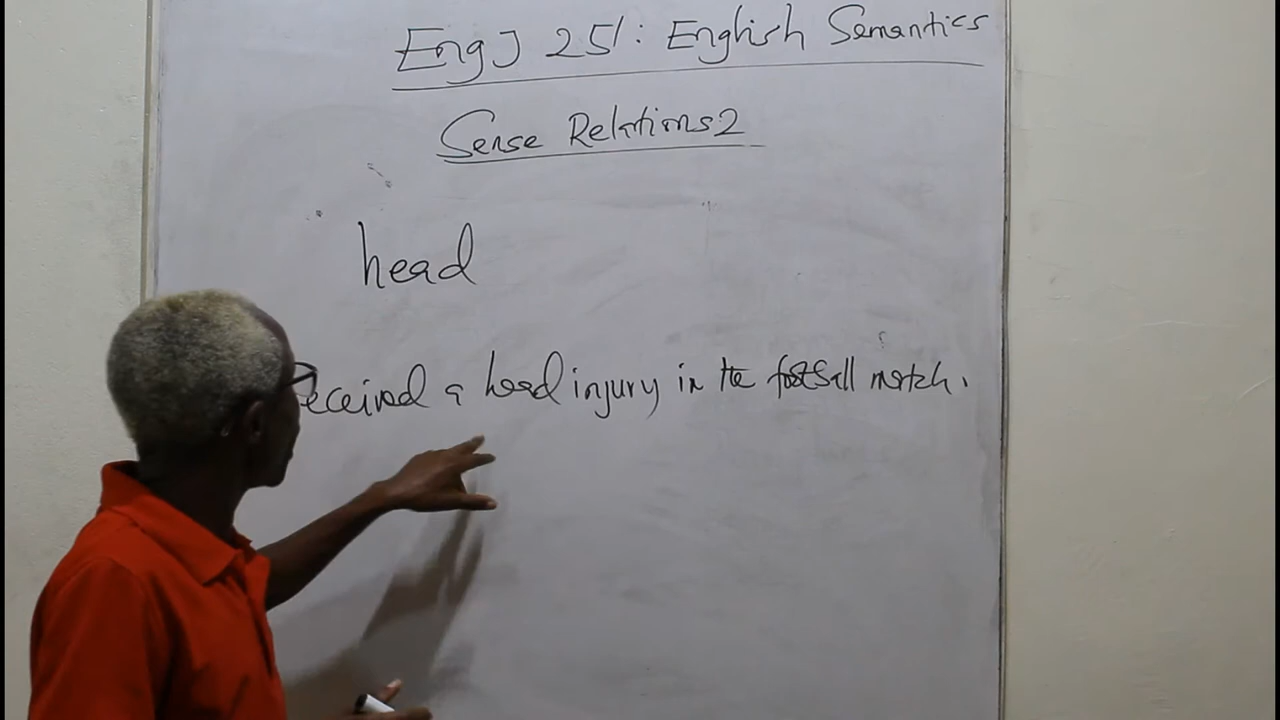 Eng J 251: English Semantics
Sense Relations 2
head
eceived a head injury in the football match.